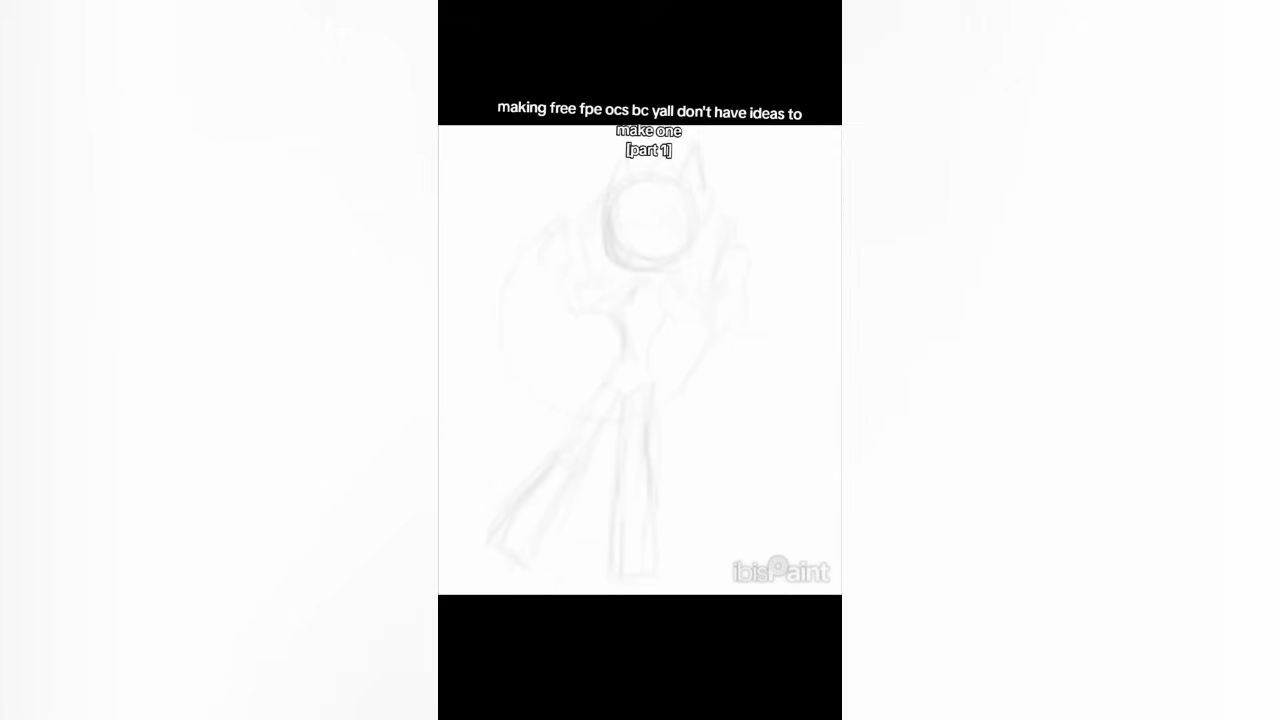 making free fpe ocs bc yall don't have ideas to
make one
[part 1]
ibisPaint